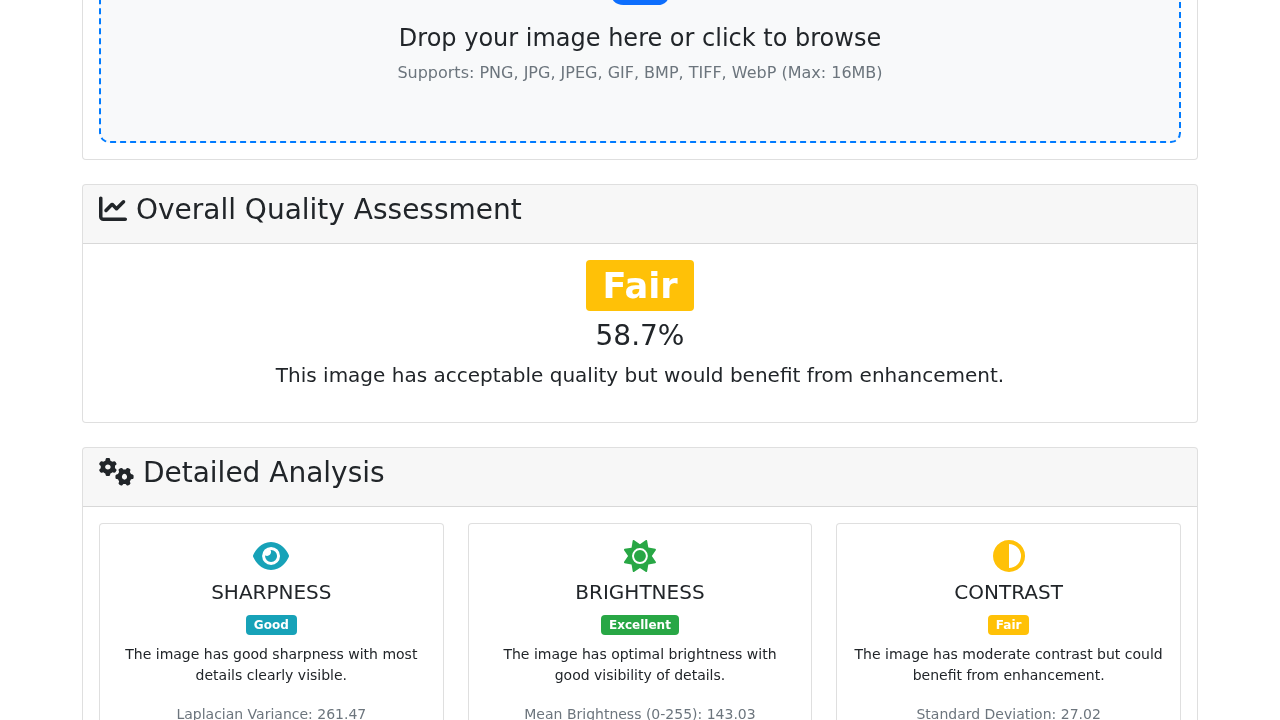 Drop your image here or click to browse
Supports: PNG, JPG, JPEG, GIF, BMP, TIFF, WebP (Max: 16MB)
Overall Quality Assessment
Fair
58.7%
This image has acceptable quality but would benefit from enhancement.
Detailed Analysis
SHARPNESS
Good
The image has good sharpness with most
details clearly visible.
Laplacian Variance: 261.47
BRIGHTNESS
Excellent
The image has optimal brightness with
good visibility of details.
Mean Brightness (0-255): 143.03
CONTRAST
Fair
The image has moderate contrast but could
benefit from enhancement.
Standard Deviation: 27.02